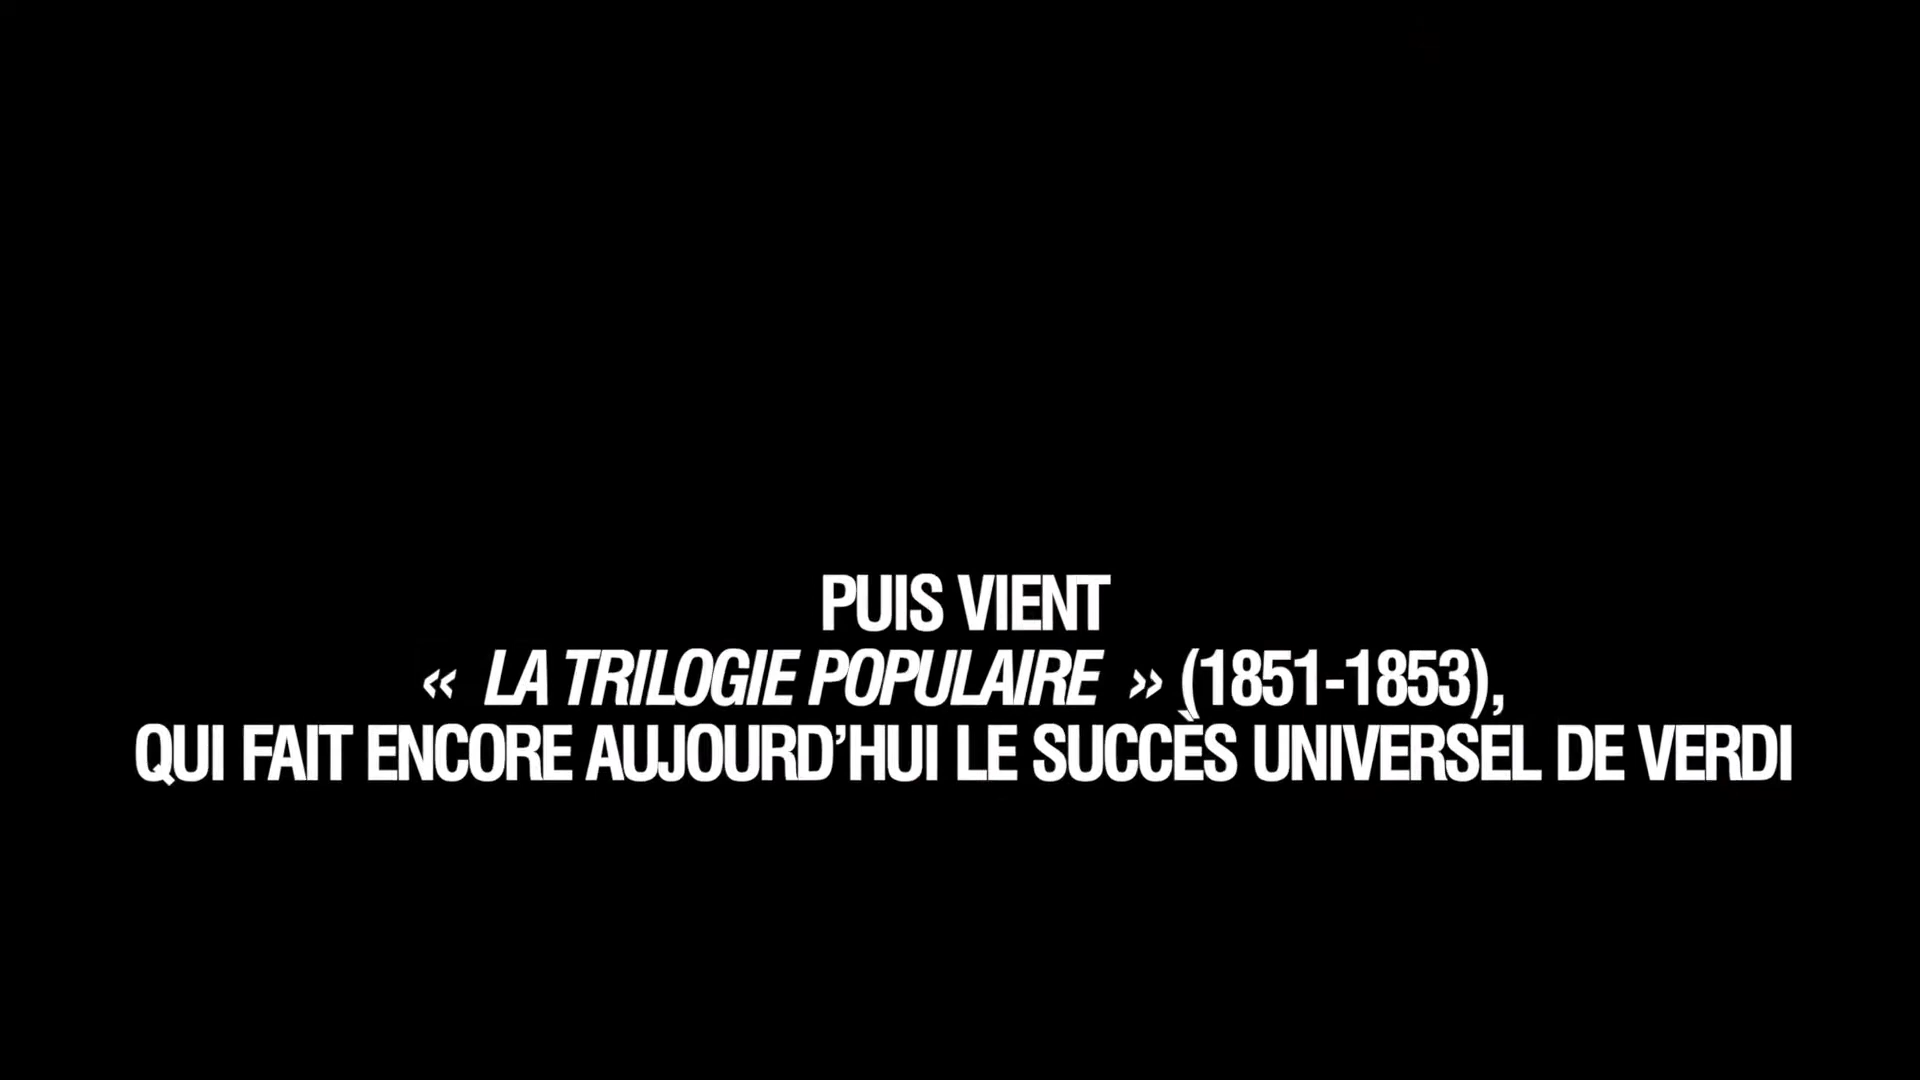 PUIS VIENT
« LA TRILOGIE POPULAIRE » (1851-1853),
QUI FAIT ENCORE AUJOURD’HUI LE SUCCÈS UNIVERSEL DE VERDI